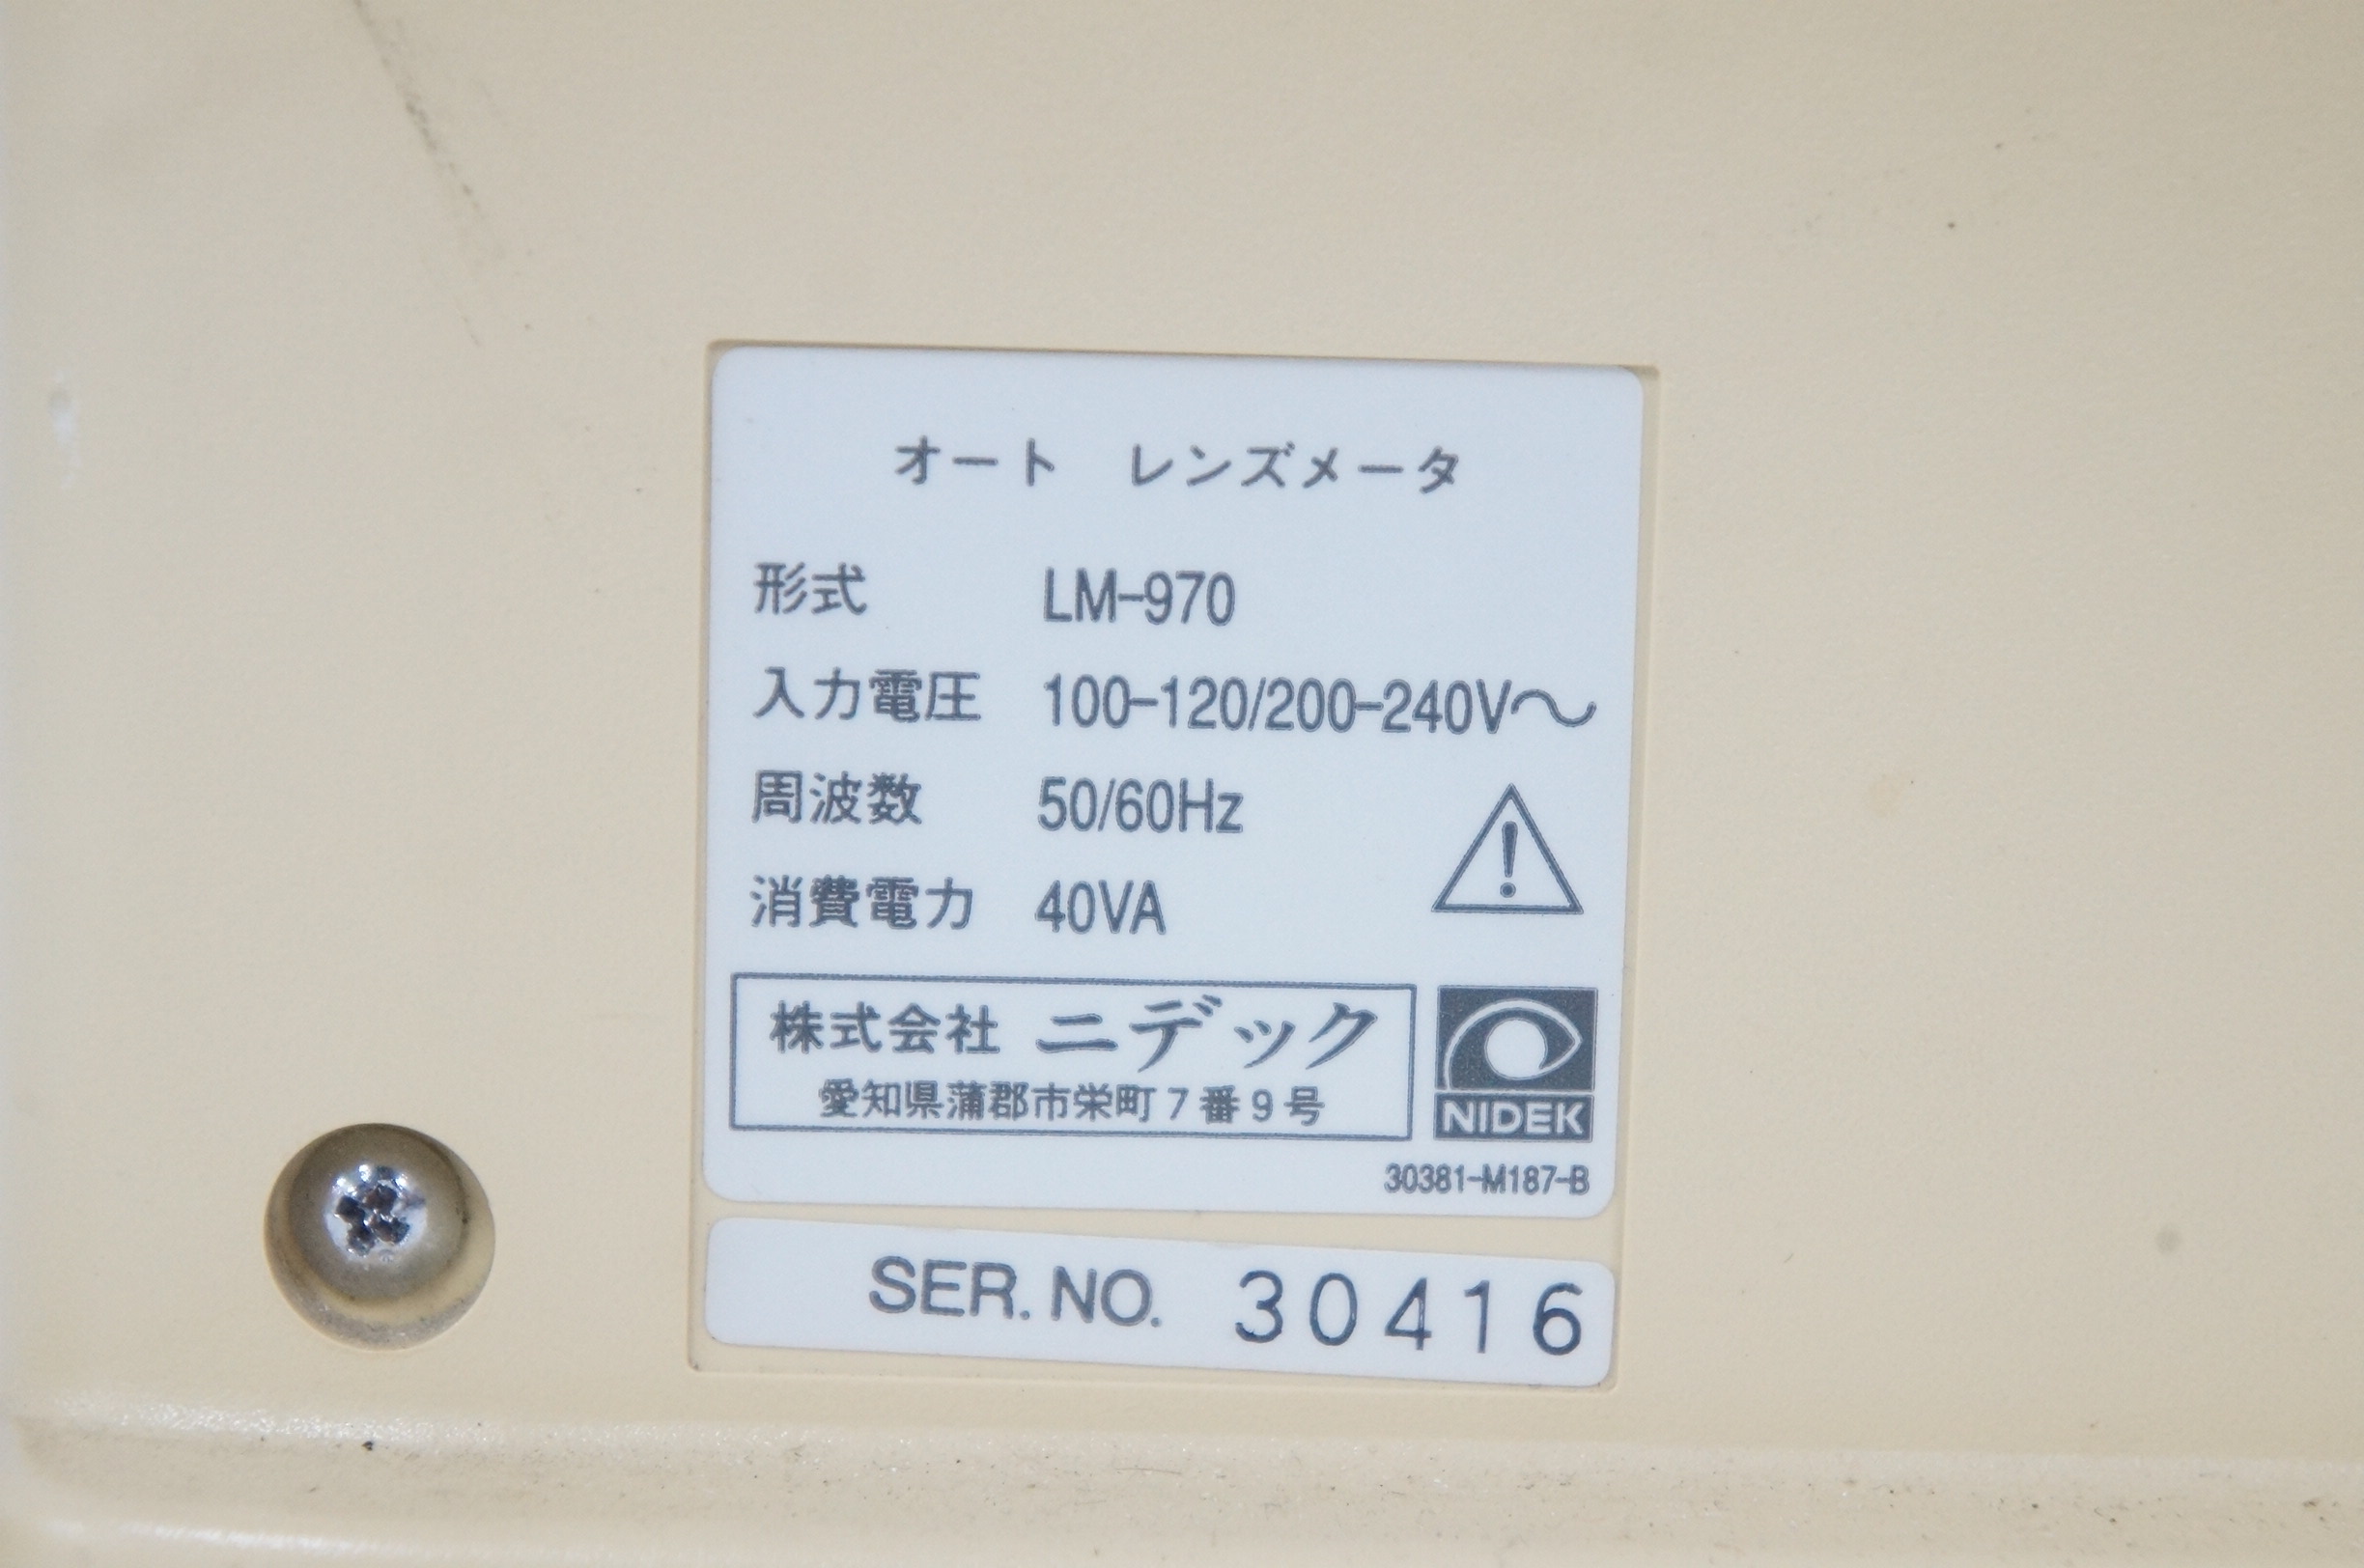 オート レンズメータ
形式 LM-970
入力電圧 100-120/200-240V～
周波数 50/60Hz
消費電力 40VA
株式会社 ニデック
愛知県蒲郡市栄町7番9号
NIDEK
30381-M187-B
SER. NO. 30416